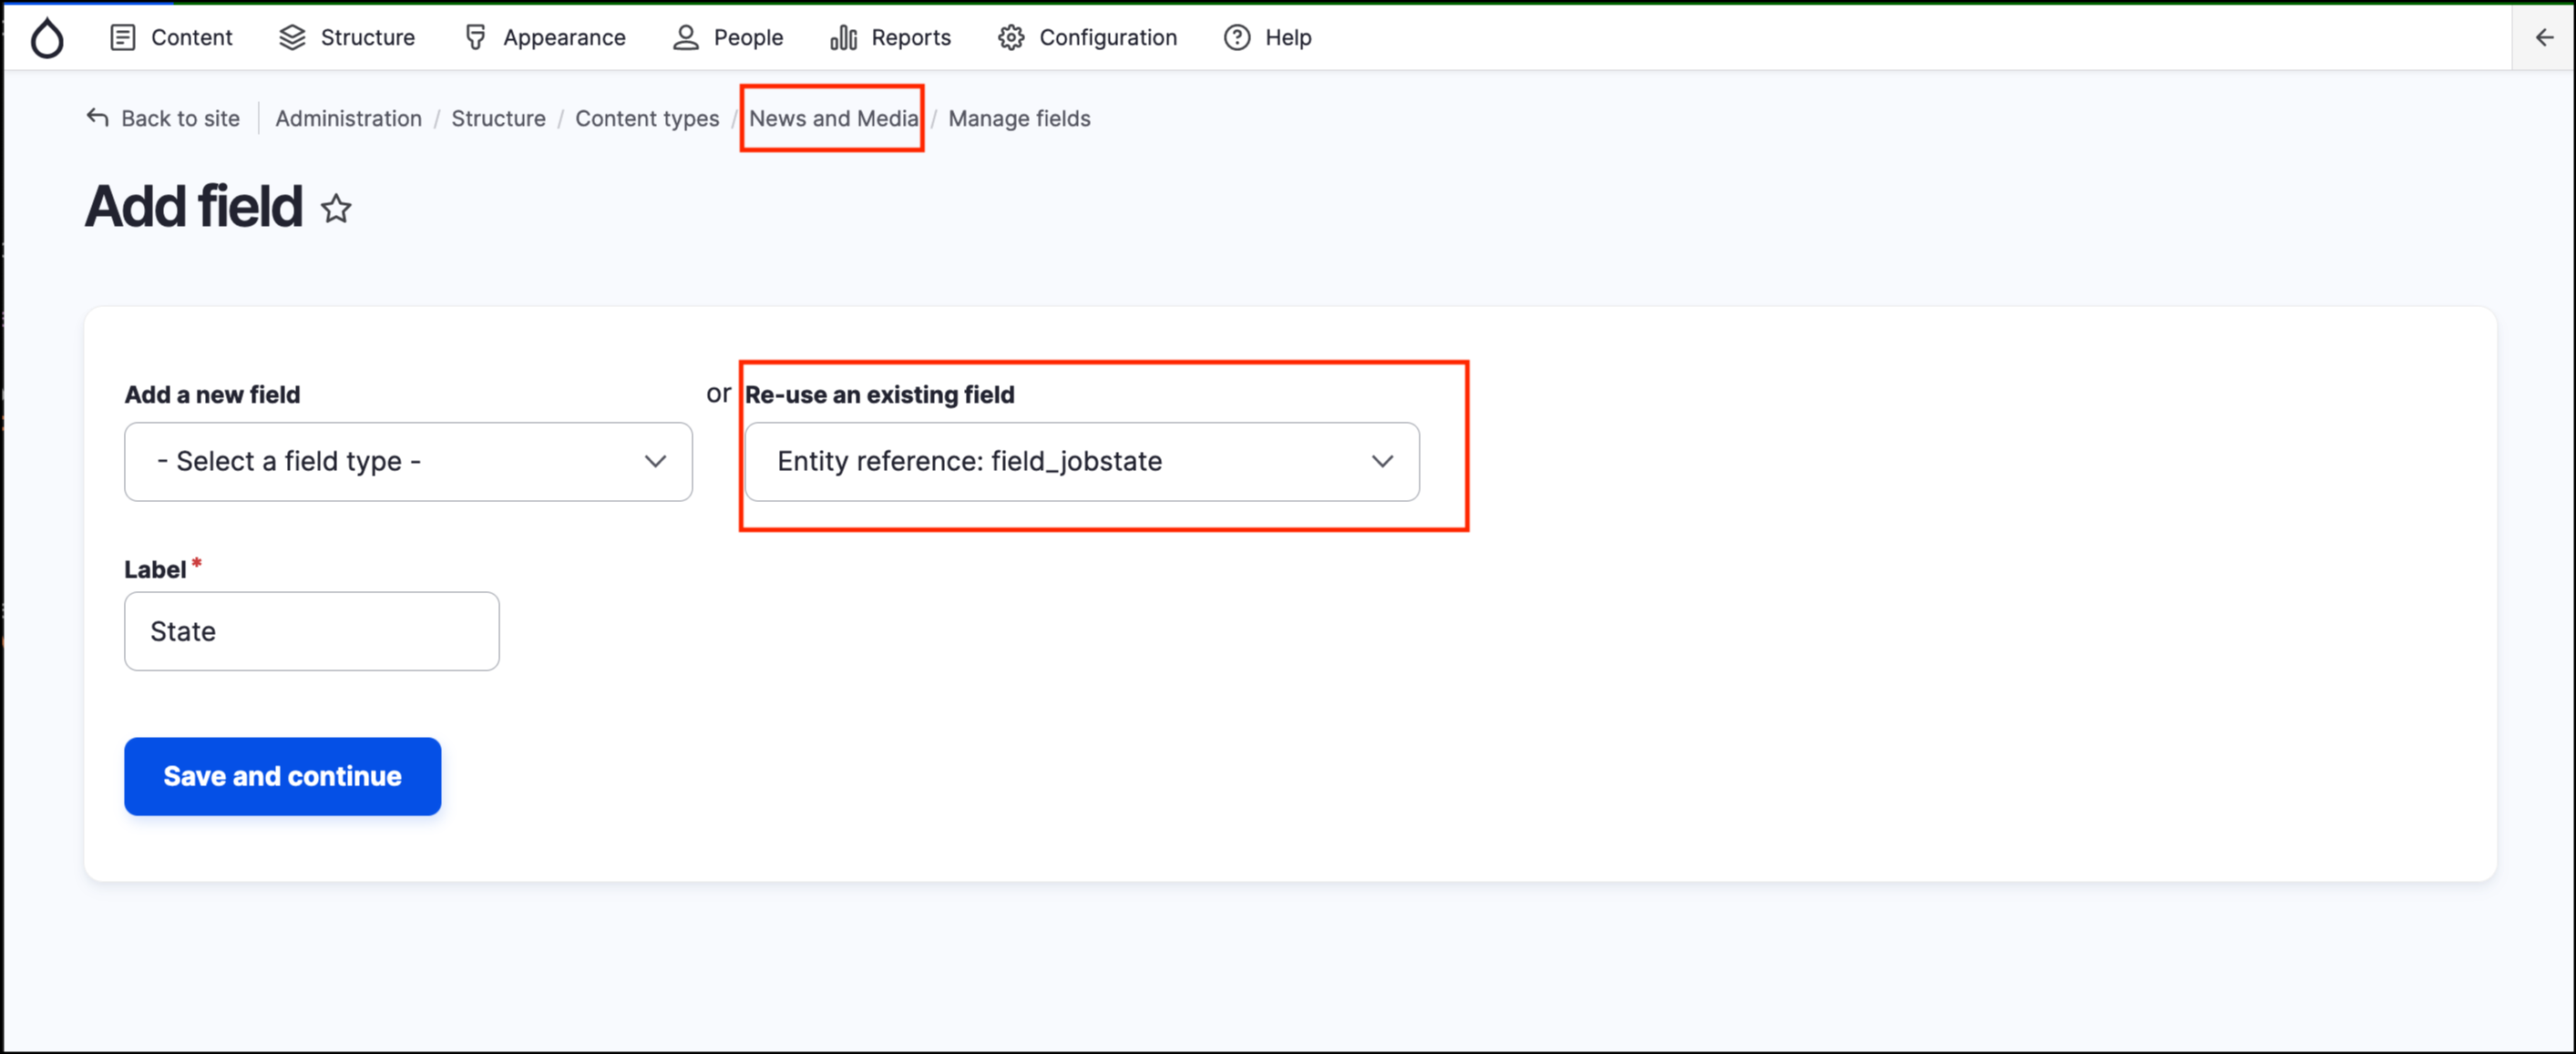 Content Structure Appearance People Reports Configuration Help
Back to site Administration / Structure / Content types / News and Media / Manage fields
Add field
Add a new field or Re-use an existing field
- Select a field type - Entity reference: field_jobstate
Label *
State
Save and continue